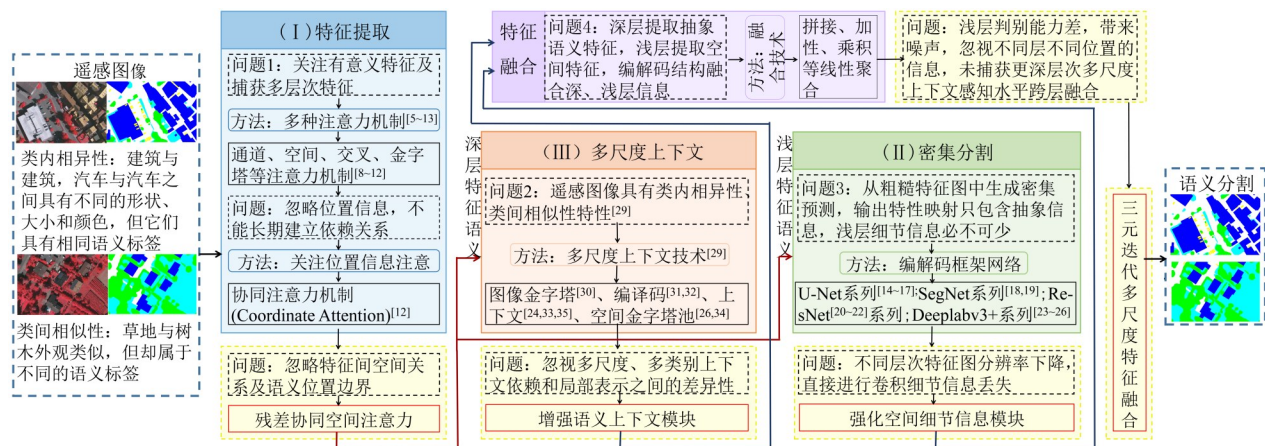 遥感图像
类内相异性：建筑与
建筑，汽车与汽车之
间具有不同的形状、
大小和颜色，但它们
具有相同语义标签
类间相似性：草地与树
木外观类似，但却属于
不同的语义标签
(Ⅰ)特征提取
问题1：关注有意义特征及
捕获多层次特征
方法：多种注意力机制[5~13]
通道、空间、交叉、金字
塔等注意力机制[8~12]
问题：忽略位置信息，不
能长期建立依赖关系
方法：关注位置信息注意
协同注意力机制
(Coordinate Attention)[12]
问题：忽略特征间空间关
系及语义位置边界
残差协同空间注意力
特征
融合
问题4：深层提取抽象
语义特征，浅层提取空
间特征，编解码结构融
合深、浅层信息
方法：融
合技术
拼接、加
性、乘积
等线性聚
合
问题：浅层判别能力差，带来
噪声，忽视不同层不同位置的
信息，未捕获更深层次多尺度
上下文感知水平跨层融合
深层特征语义
(Ⅲ) 多尺度上下文
问题2：遥感图像具有类内相异性、
类间相似性特性[29]
方法：多尺度上下文技术[29]
图像金字塔[30]、编译码[31,32]、上
下文[24,33,35]、空间金字塔池[26,34]
问题：忽视多尺度、多类别上下
文依赖和局部表示之间的差异性
增强语义上下文模块
浅层特征语义
(Ⅱ)密集分割
问题3：从粗糙特征图中生成密集
预测，输出特性映射只包含抽象信
息，浅层细节信息必不可少
方法：编解码框架网络
U-Net系列[14~17];SegNet系列[18,19]；Re-
sNet[20~22]系列；Deeplabv3+系列[23~26]
问题：不同层次特征图分辨率下降，
直接进行卷积细节信息丢失
强化空间细节信息模块
三元迭代多尺度特征融合
语义分割